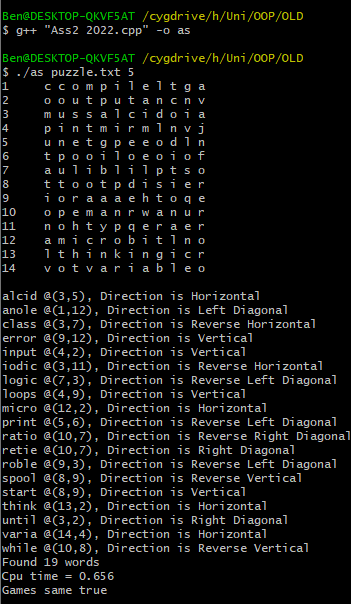 Ben@DESKTOP-QKVF5AT /cygdrive/h/Uni/OOP/OLD
$ g++ "Ass2 2022.cpp" -o as
Ben@DESKTOP-QKVF5AT /cygdrive/h/Uni/OOP/OLD
$ ./as puzzle.txt 5
1 c c o m p i l e l t g a
2 o o u t p u t a n c n v
3 m u s s a l c i d o i a
4 p i n t m i r m l n v j
5 u n e t g p e e o d l n
6 t p o o i l o e o i o f
7 a u l i b l i l p t s o
8 t t o o t p d i s i e r
9 i o r a a a e h t o q e
10 o p e m a n r w a n u r
11 n o h t y p q e r a e r
12 a m i c r o b i t l n o
13 l t h i n k i n g i c r
14 v o t v a r i a b l e o
alcid @(3,5), Direction is Horizontal
anole @(1,12), Direction is Left Diagonal
class @(3,7), Direction is Reverse Horizontal
error @(9,12), Direction is Vertical
input @(4,2), Direction is Vertical
iodic @(3,11), Direction is Reverse Horizontal
logic @(7,3), Direction is Reverse Left Diagonal
loops @(4,9), Direction is Vertical
micro @(12,2), Direction is Horizontal
print @(5,6), Direction is Reverse Left Diagonal
ratio @(10,7), Direction is Reverse Right Diagonal
retie @(10,7), Direction is Right Diagonal
roble @(9,3), Direction is Reverse Left Diagonal
spool @(8,9), Direction is Reverse Vertical
start @(8,9), Direction is Vertical
think @(13,2), Direction is Horizontal
until @(3,2), Direction is Right Diagonal
varia @(14,4), Direction is Horizontal
while @(10,8), Direction is Reverse Vertical
Found 19 words
Cpu time = 0.656
Games same true